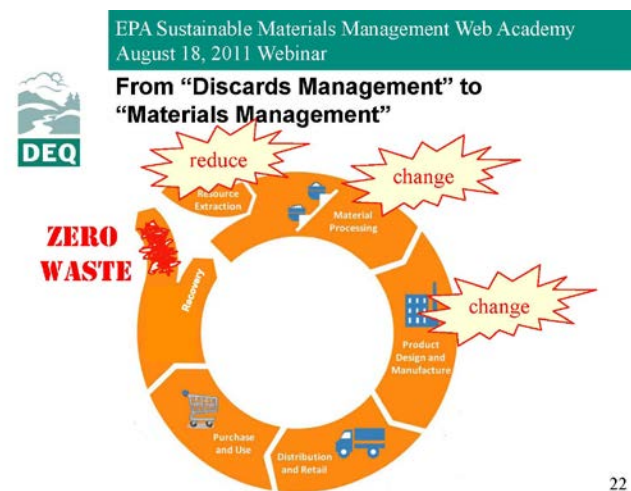 EPA Sustainable Materials Management Web Academy
August 18, 2011 Webinar
From “Discards Management” to
“Materials Management”
DEQ
reduce
change
Resource
Extraction
Material
Processing
ZERO
WASTE
Recovery
change
Product
Design and
Manufacture
Purchase
and Use
Distribution
and Retail
22